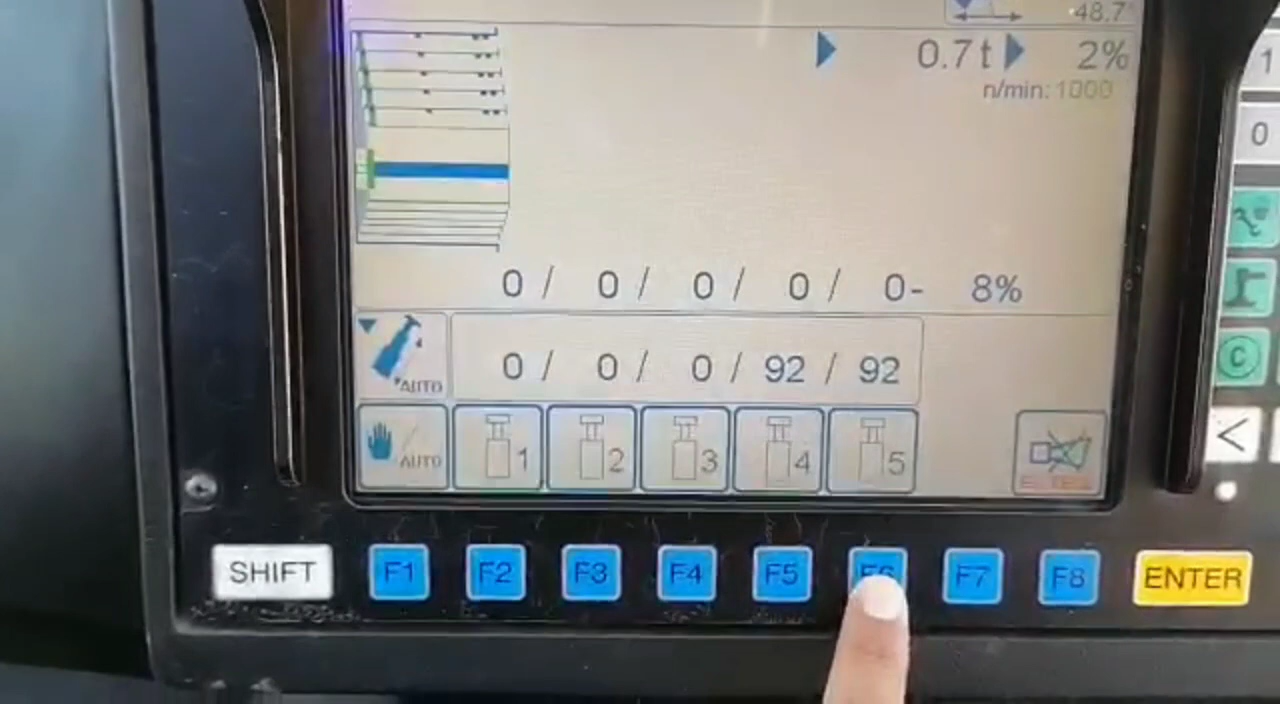 48.7°
0.7 t 2%
n/min: 1000
0 / 0 / 0 / 0 / 0- 8%
AUTO 0 / 0 / 0 / 92 / 92
AUTO 1 2 3 4 5
SHIFT F1 F2 F3 F4 F5 F6 F7 F8 ENTER
1
0
C
<